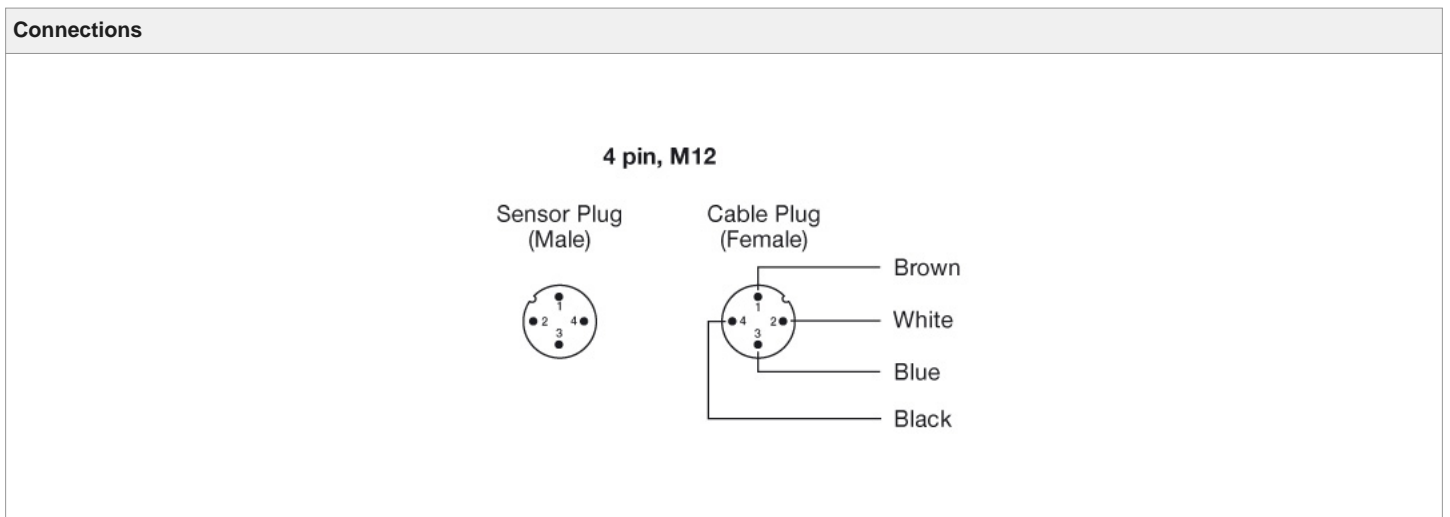 Connections
4 pin, M12
Sensor Plug
(Male)
Cable Plug
(Female)
1
2 4
3
1
4 2
3
Brown
White
Blue
Black